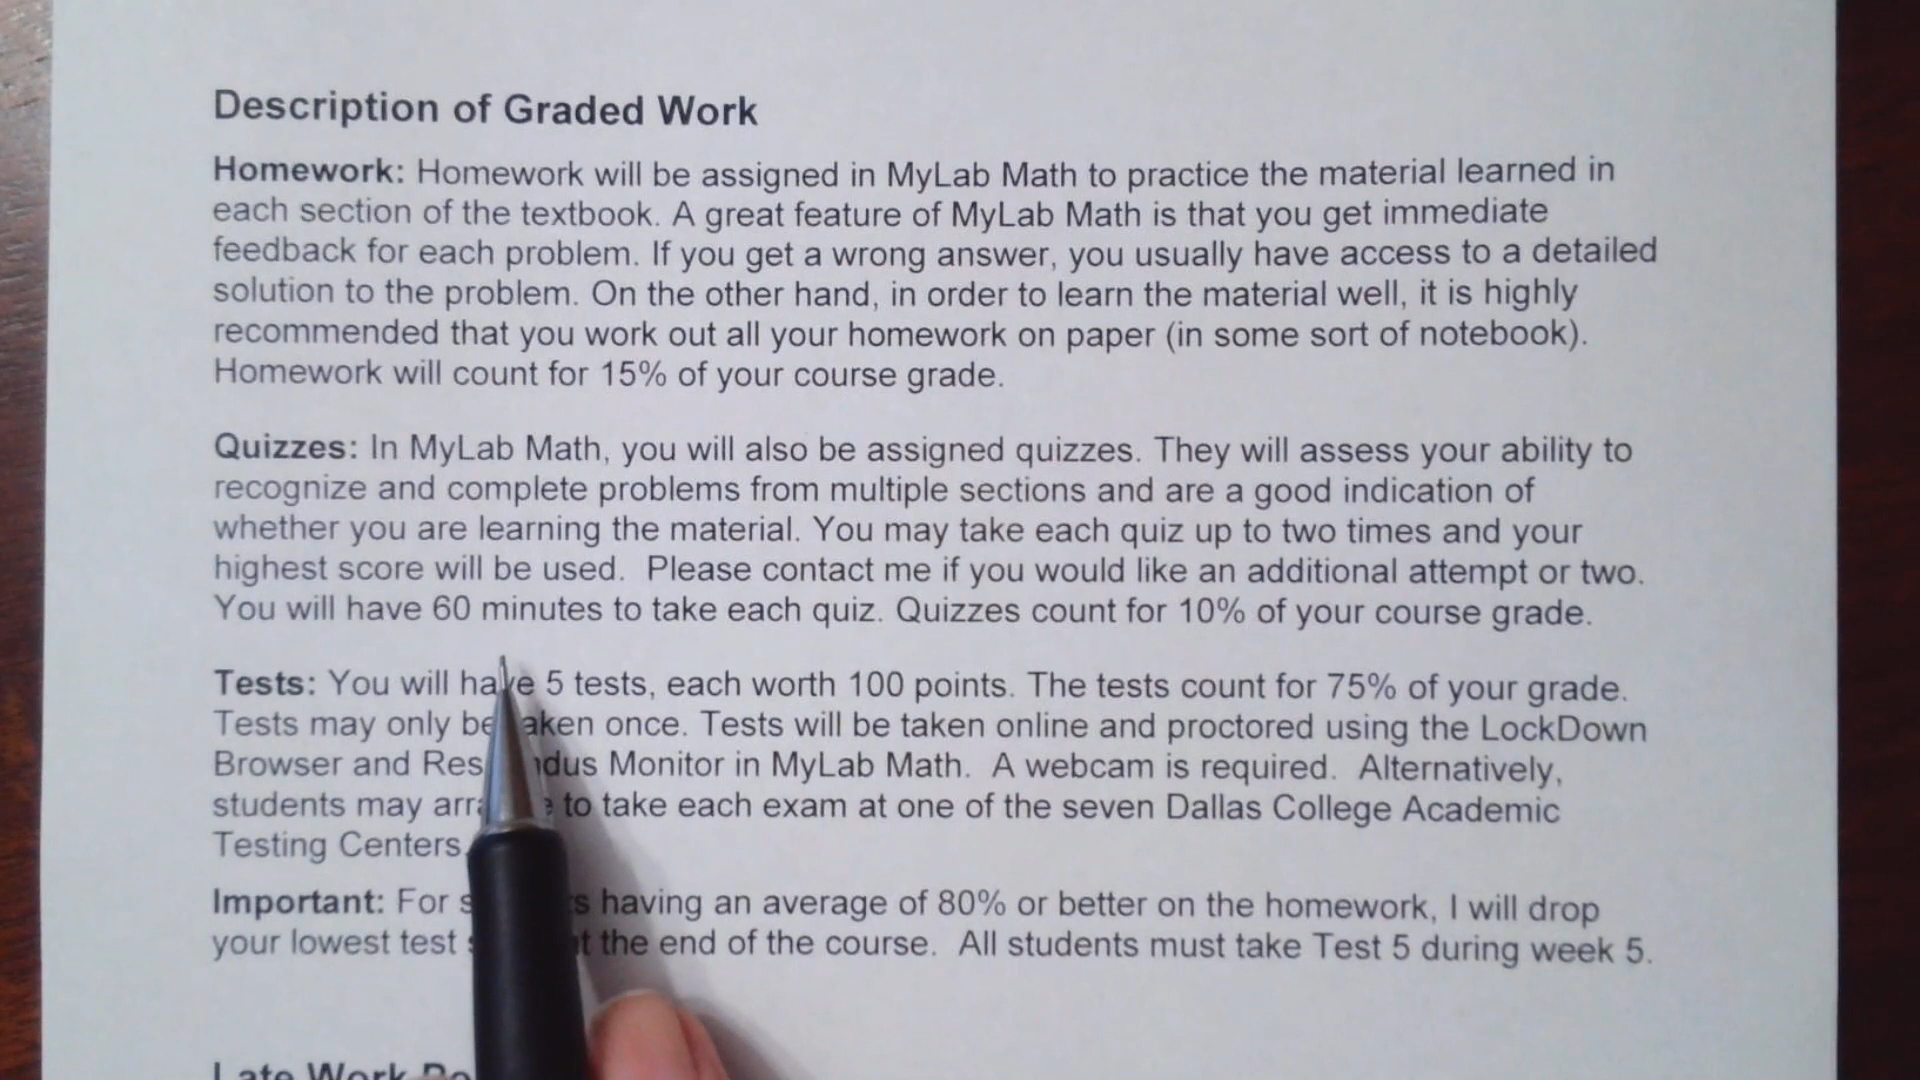 Description of Graded Work
Homework: Homework will be assigned in MyLab Math to practice the material learned in
each section of the textbook. A great feature of MyLab Math is that you get immediate
feedback for each problem. If you get a wrong answer, you usually have access to a detailed
solution to the problem. On the other hand, in order to learn the material well, it is highly
recommended that you work out all your homework on paper (in some sort of notebook).
Homework will count for 15% of your course grade.
Quizzes: In MyLab Math, you will also be assigned quizzes. They will assess your ability to
recognize and complete problems from multiple sections and are a good indication of
whether you are learning the material. You may take each quiz up to two times and your
highest score will be used. Please contact me if you would like an additional attempt or two.
You will have 60 minutes to take each quiz. Quizzes count for 10% of your course grade.
Tests: You will have 5 tests, each worth 100 points. The tests count for 75% of your grade.
Tests may only be taken once. Tests will be taken online and proctored using the LockDown
Browser and Monitor in MyLab Math. A webcam is required. Alternatively,
students may to take each exam at one of the seven Dallas College Academic
Testing Centers
Important: For having an average of 80% or better on the homework, I will drop
your lowest test the end of the course. All students must take Test 5 during week 5.
Late Work